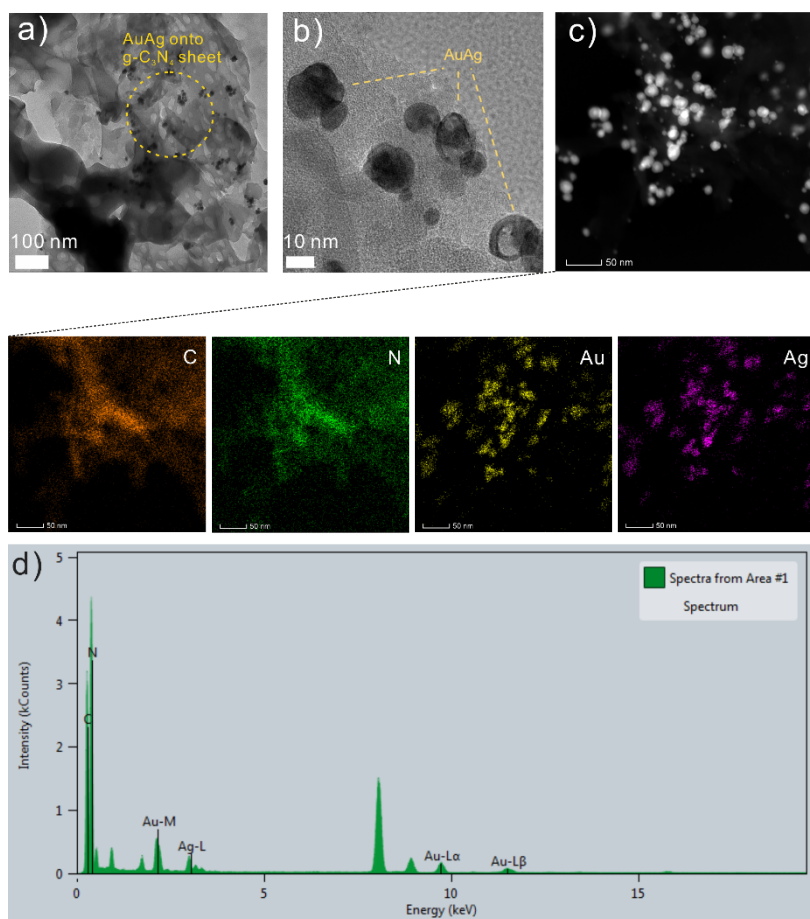 a)
AuAg onto
g-C₃N₄ sheet
100 nm
b)
AuAg
10 nm
c)
50 nm
C
50 nm
N
50 nm
Au
50 nm
Ag
50 nm
d)
Spectra from Area #1
Spectrum
Intensity (kCounts)
5
4
3
2
1
0
N
C
Au-M
Ag-L
Au-Lα
Au-Lβ
0
5
10
15
Energy (keV)